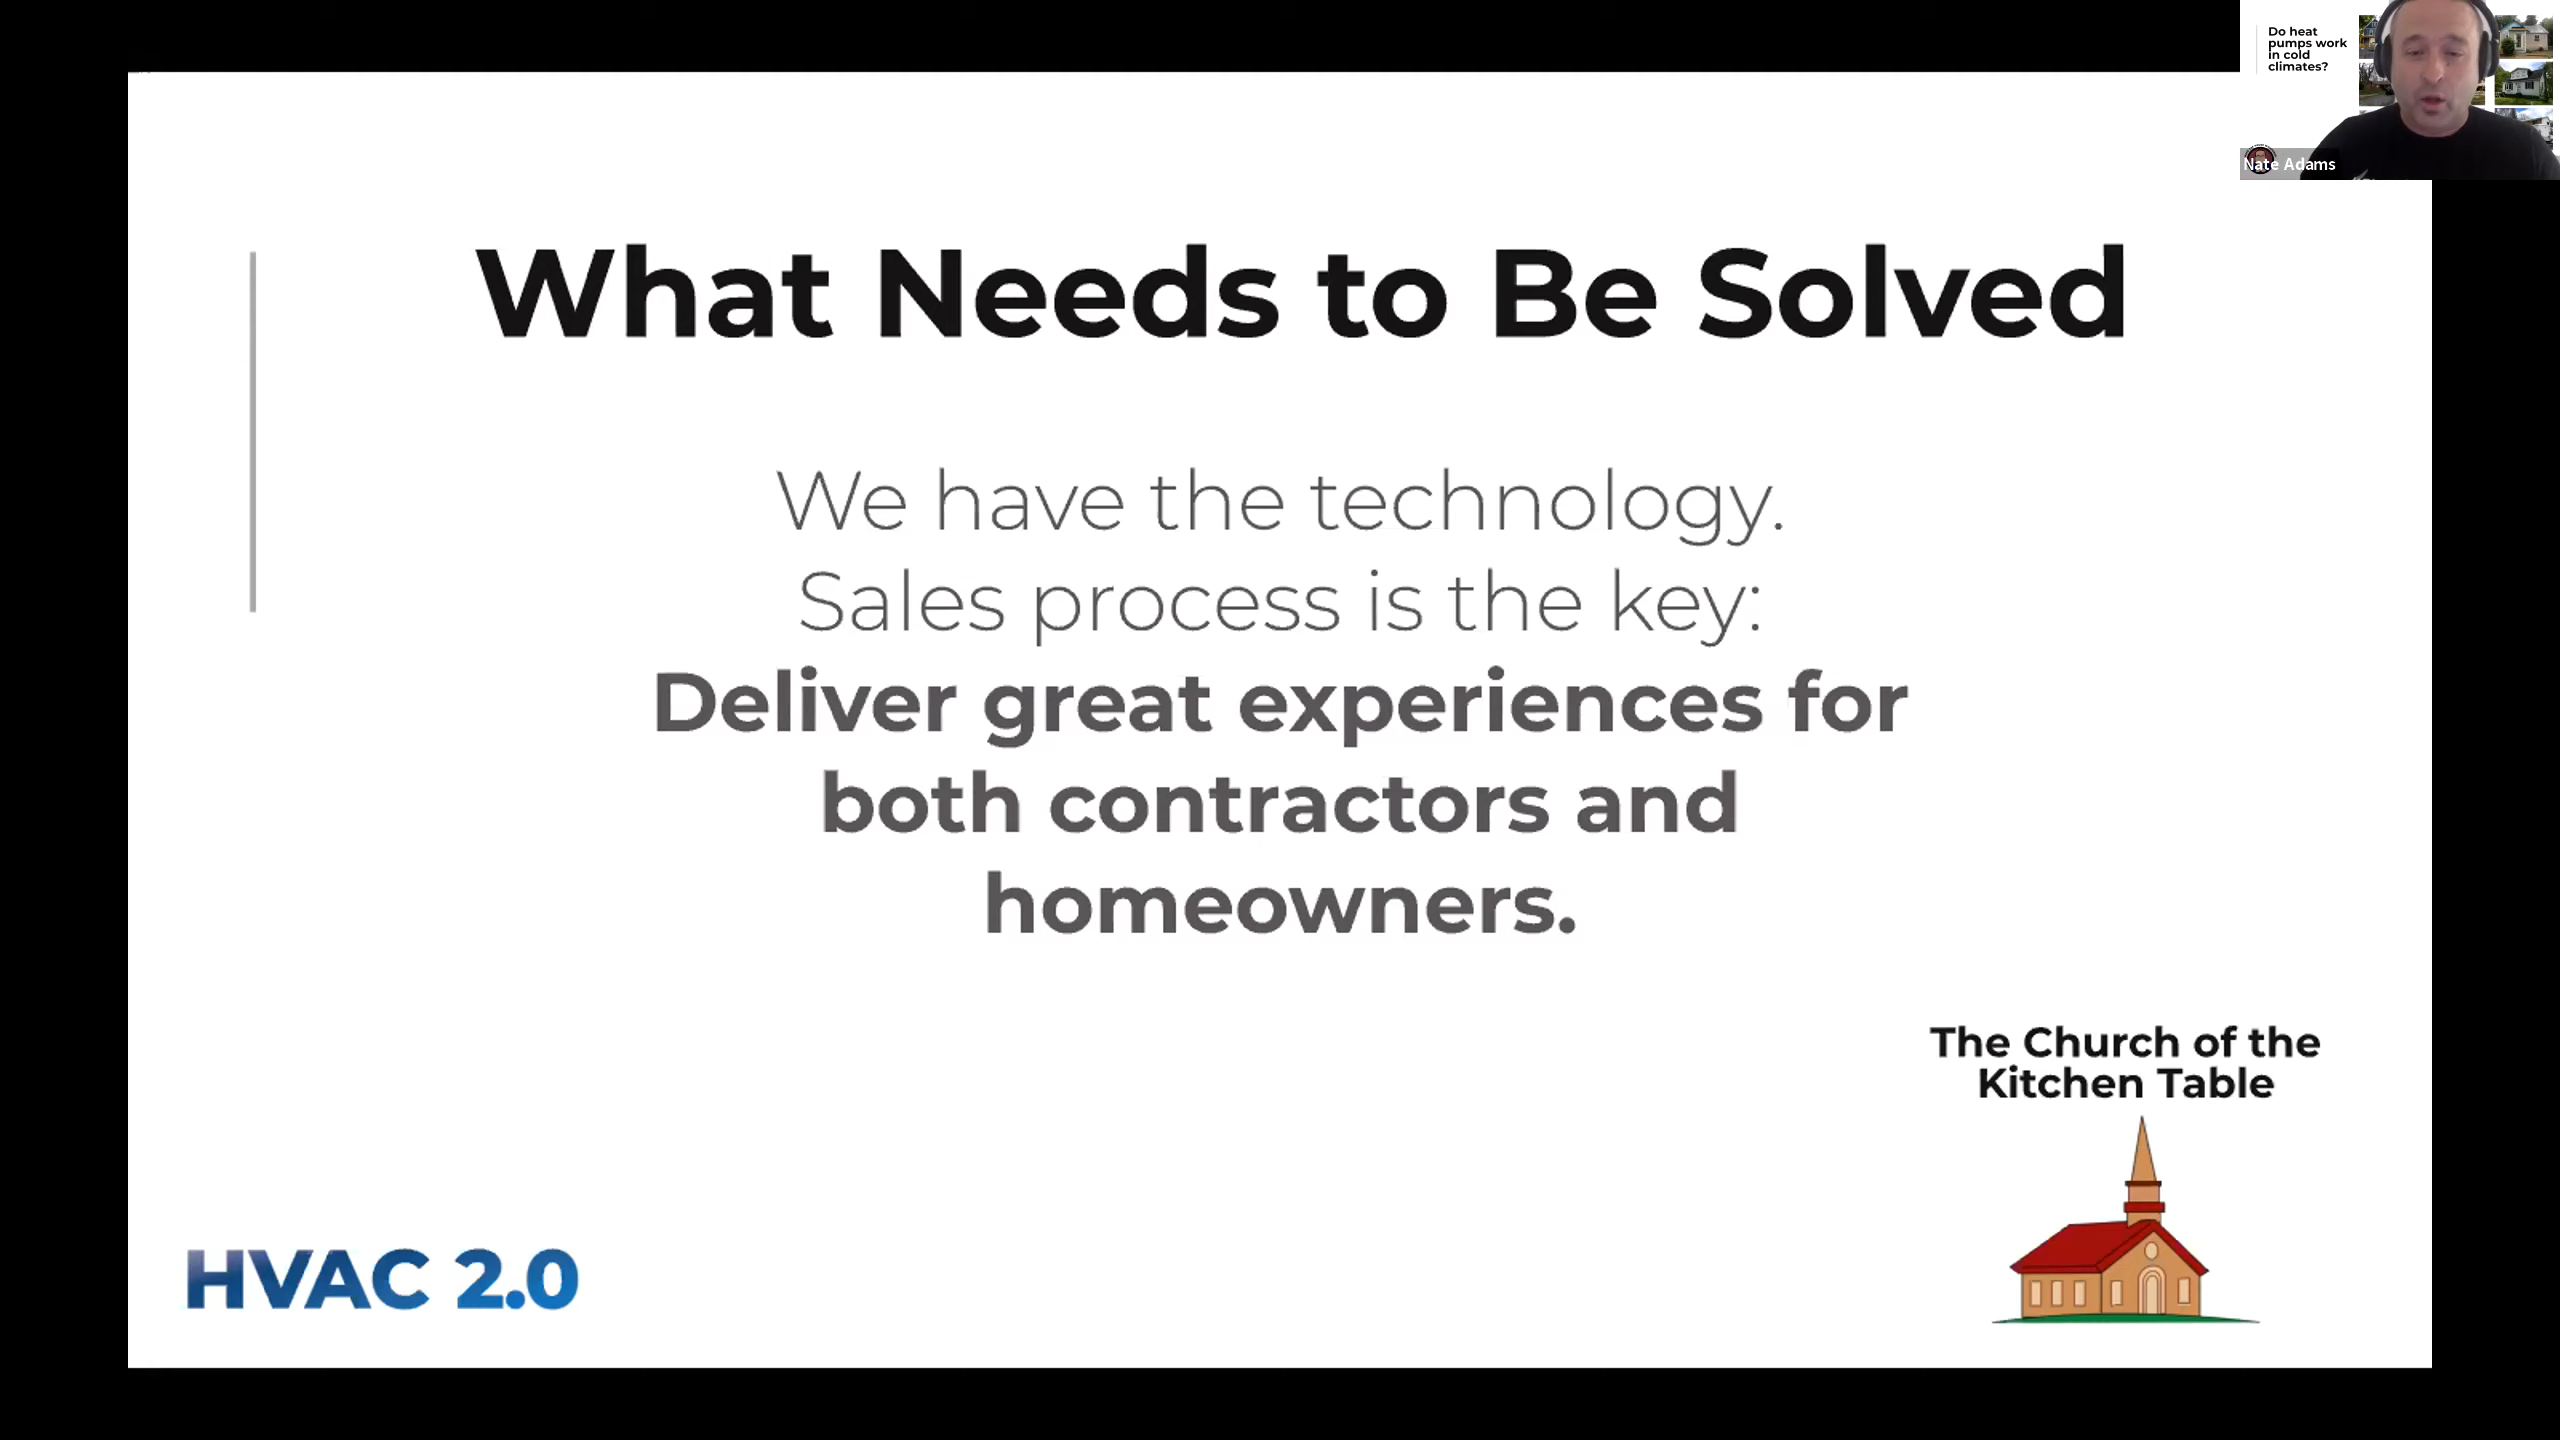 Do heat
pumps work
in cold
climates?
Nate Adams
What Needs to Be Solved
We have the technology.
Sales process is the key:
Deliver great experiences for
both contractors and
homeowners.
The Church of the
Kitchen Table
HVAC 2.0